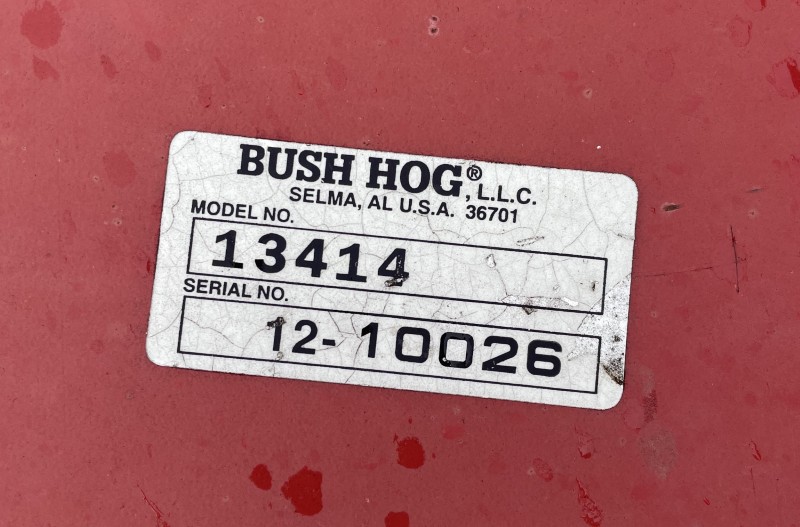 BUSH HOG®, L.L.C.
SELMA, AL U.S.A. 36701
MODEL NO.
13414
SERIAL NO.
12-10026